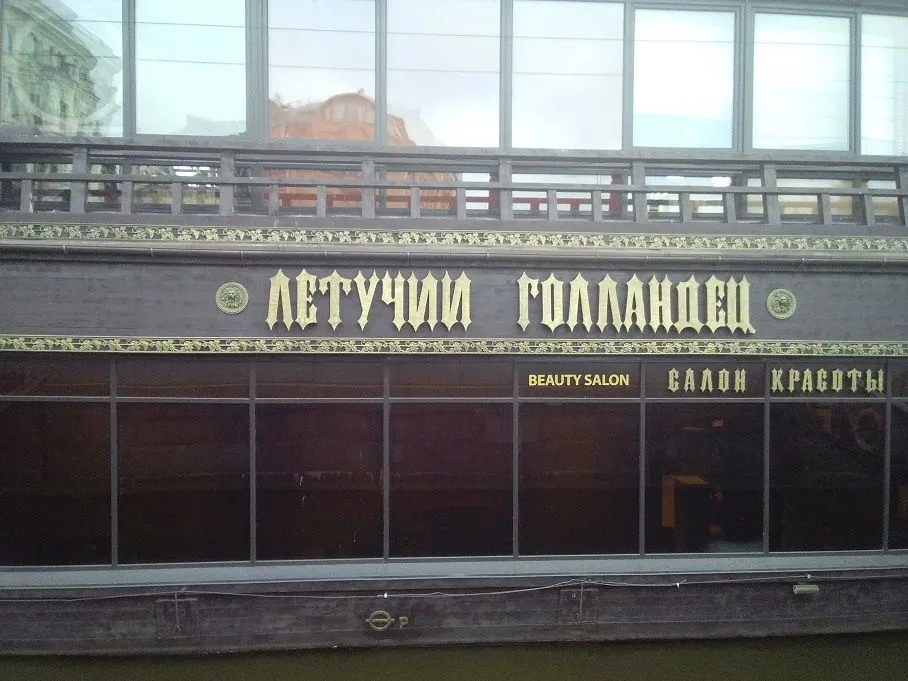 ЛЕТУЧИЙ ГОЛЛАНДЕЦ
BEAUTY SALON САЛОН КРАСОТЫ
Р